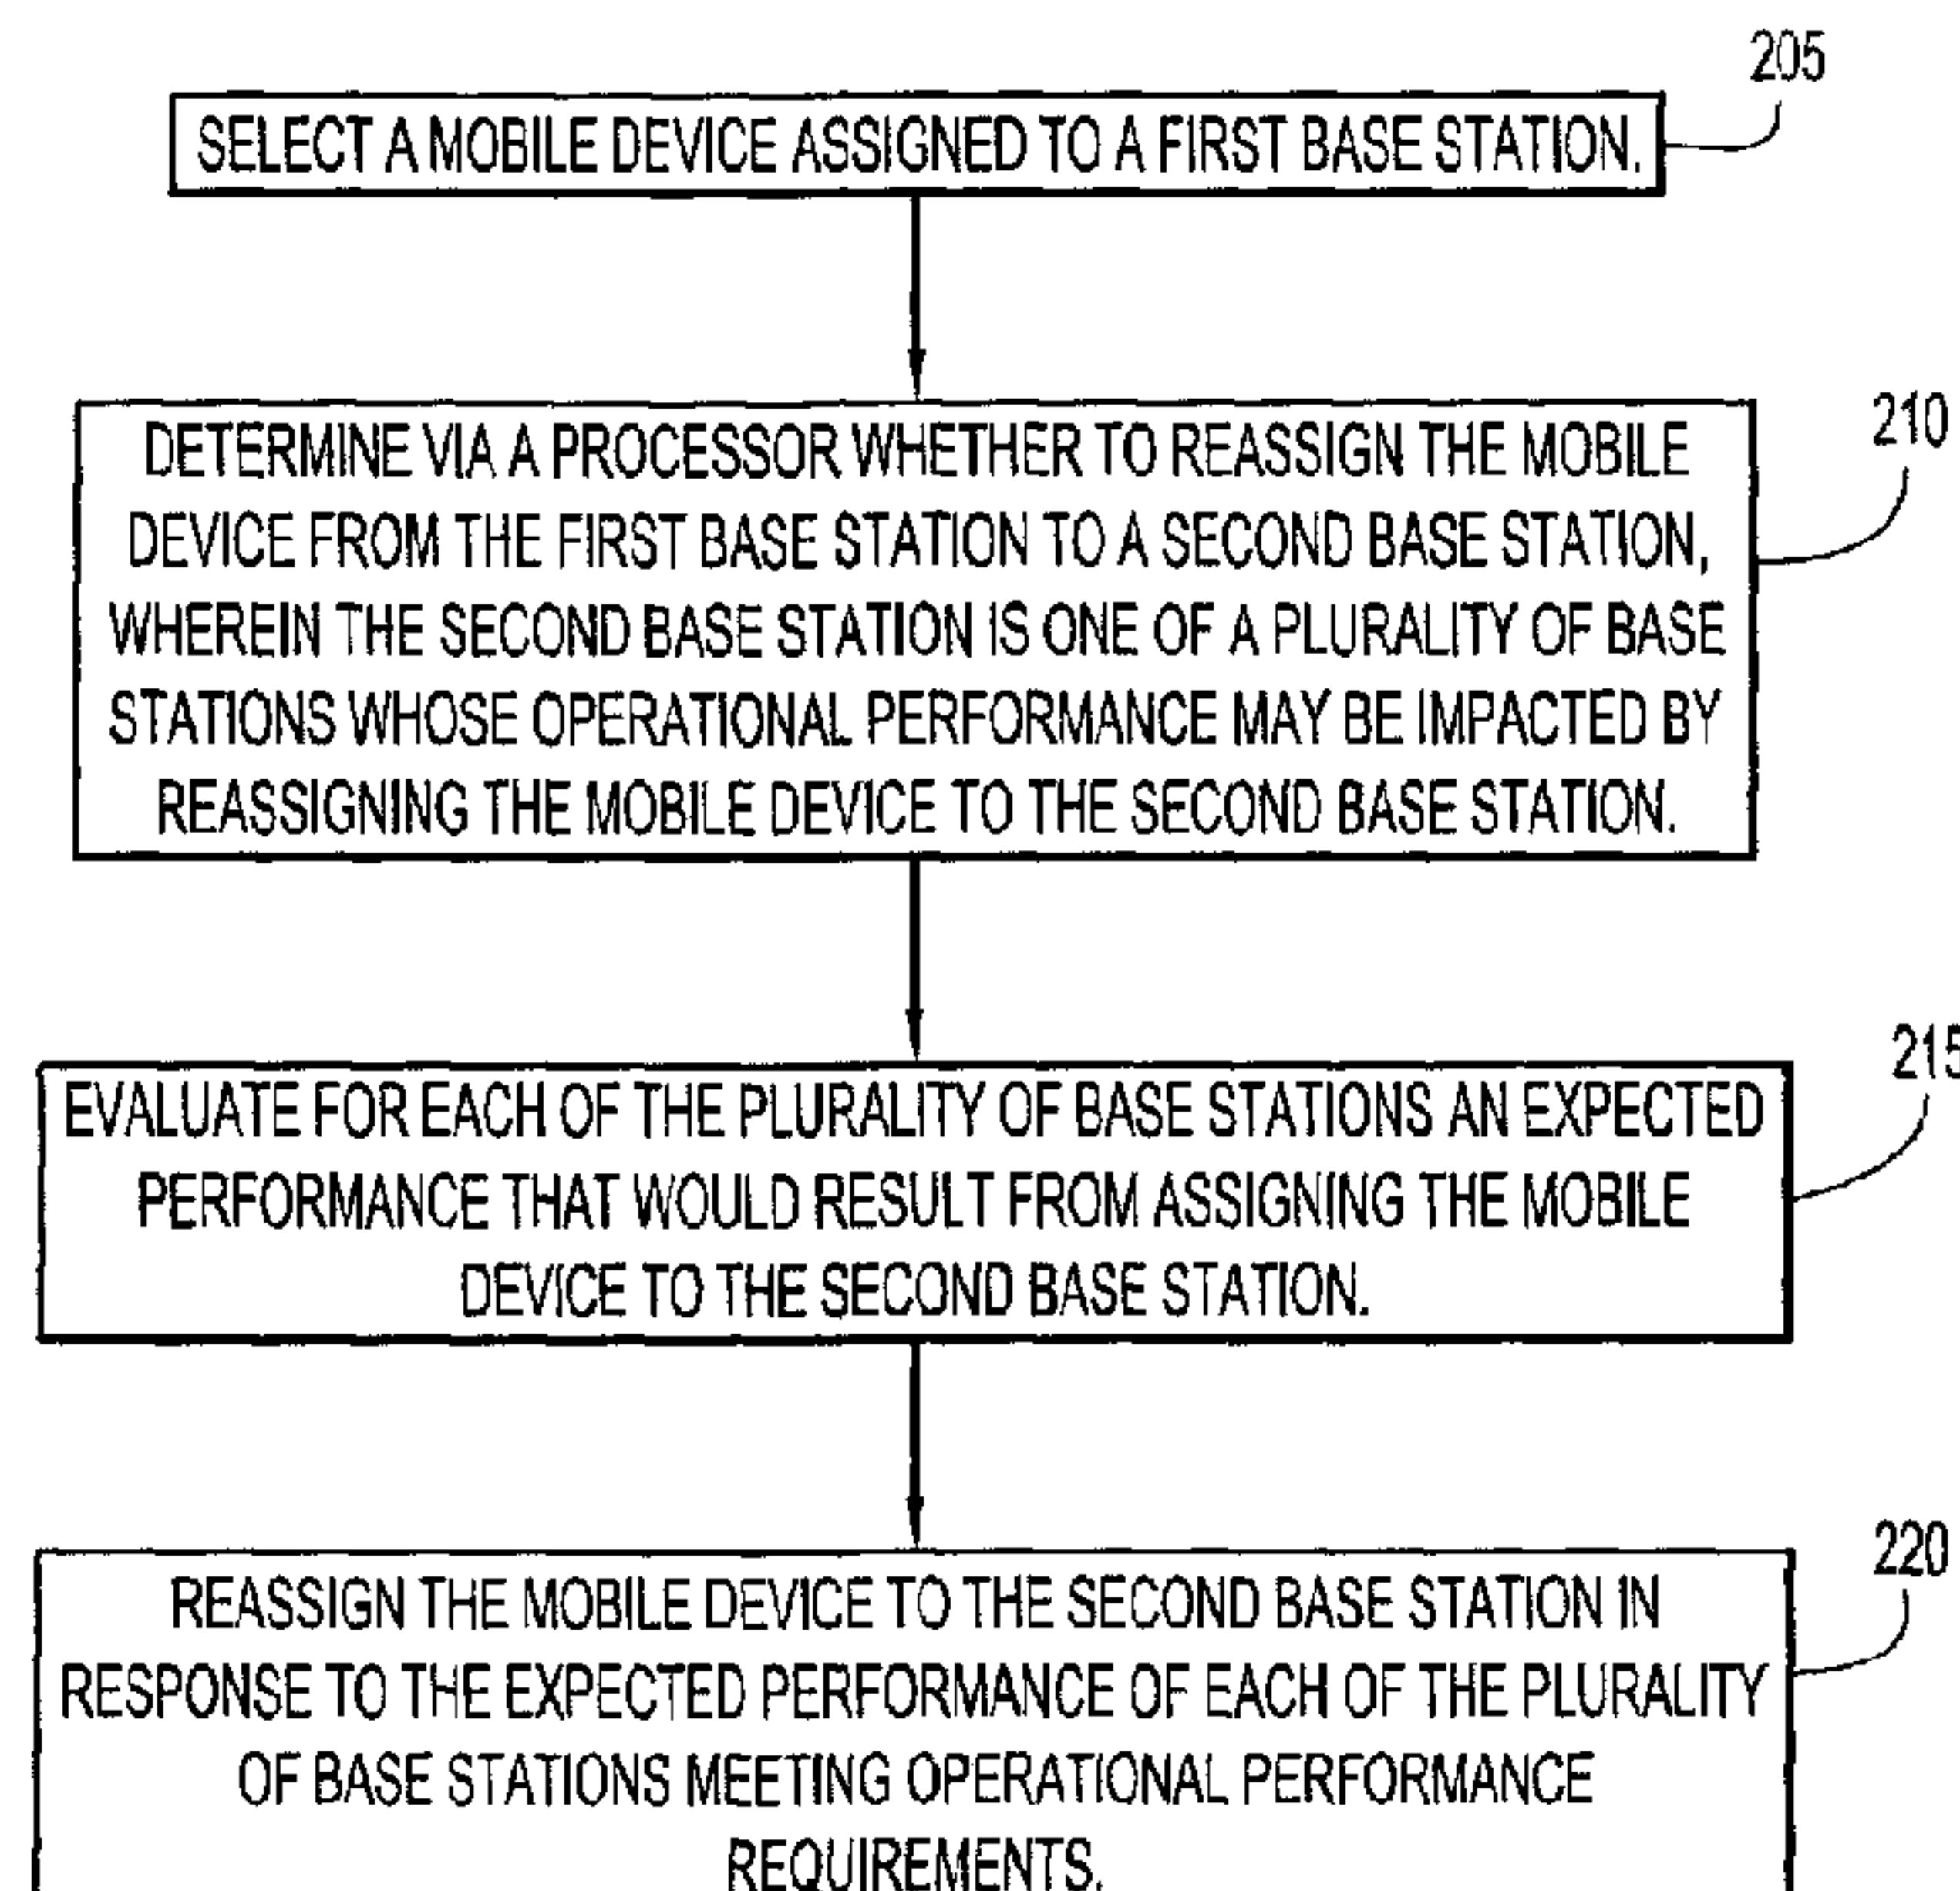 205
SELECT A MOBILE DEVICE ASSIGNED TO A FIRST BASE STATION.
210
DETERMINE VIA A PROCESSOR WHETHER TO REASSIGN THE MOBILE
DEVICE FROM THE FIRST BASE STATION TO A SECOND BASE STATION,
WHEREIN THE SECOND BASE STATION IS ONE OF A PLURALITY OF BASE
STATIONS WHOSE OPERATIONAL PERFORMANCE MAY BE IMPACTED BY
REASSIGNING THE MOBILE DEVICE TO THE SECOND BASE STATION.
215
EVALUATE FOR EACH OF THE PLURALITY OF BASE STATIONS AN EXPECTED
PERFORMANCE THAT WOULD RESULT FROM ASSIGNING THE MOBILE
DEVICE TO THE SECOND BASE STATION.
220
REASSIGN THE MOBILE DEVICE TO THE SECOND BASE STATION IN
RESPONSE TO THE EXPECTED PERFORMANCE OF EACH OF THE PLURALITY
OF BASE STATIONS MEETING OPERATIONAL PERFORMANCE
REQUIREMENTS.